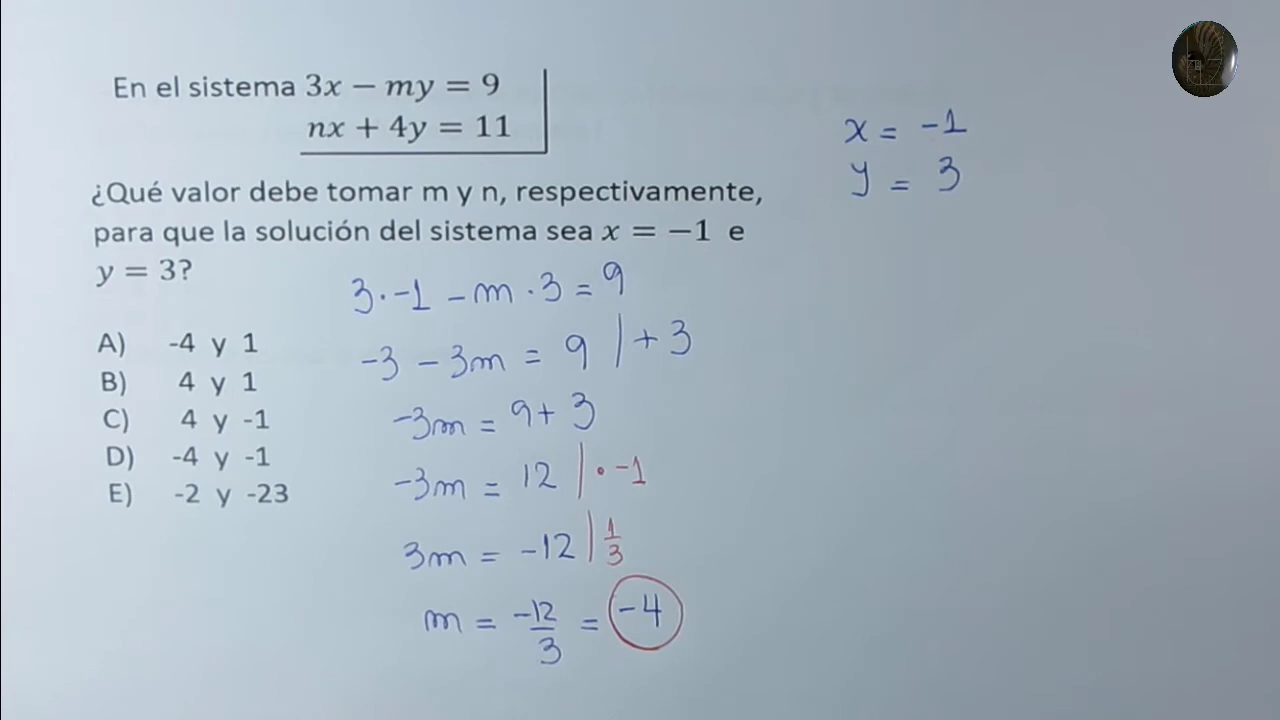 En el sistema 3x − my = 9
nx + 4y = 11
¿Qué valor debe tomar m y n, respectivamente,
para que la solución del sistema sea x = −1 e
y = 3?
A) -4 y 1
B) 4 y 1
C) 4 y -1
D) -4 y -1
E) -2 y -23
x = -1
y = 3
3 · -1 - m · 3 = 9
-3 - 3m = 9 | + 3
-3m = 9 + 3
-3m = 12 | · -1
3m = -12 | 1/3
m = -12/3 = -4